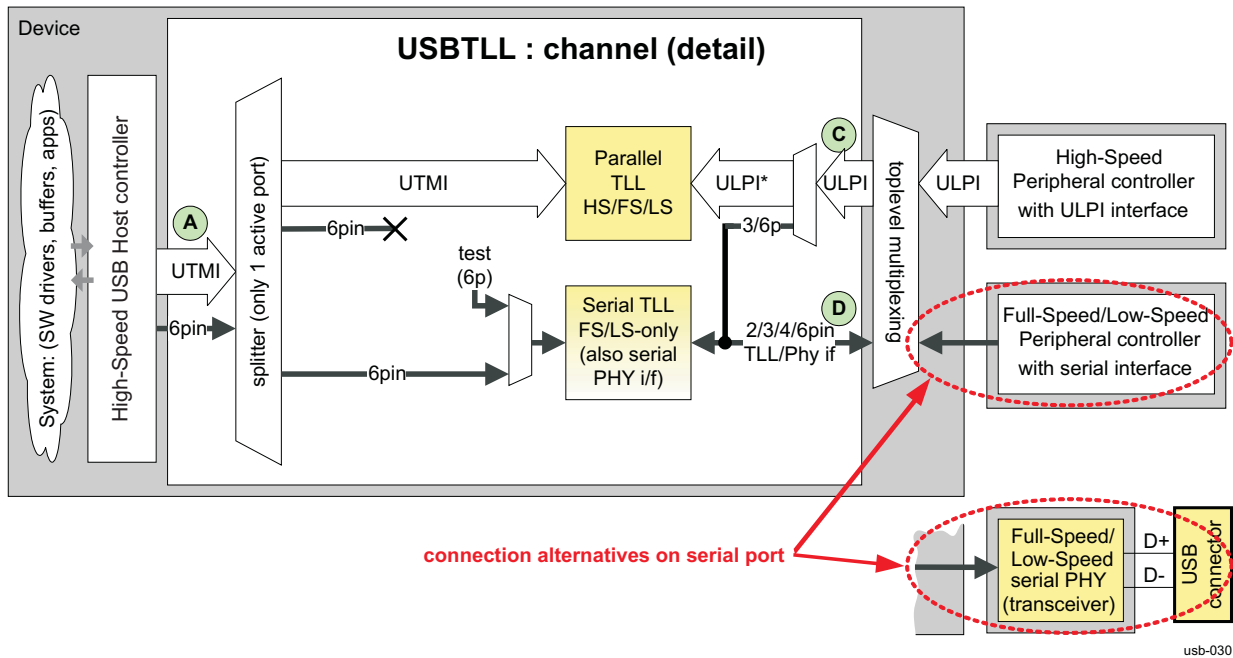 Device
USBTLL : channel (detail)
System: (SW drivers, buffers, apps)
High-Speed USB Host controller
A
UTMI
6pin
splitter (only 1 active port)
UTMI
6pin
test
(6p)
6pin
Parallel
TLL
HS/FS/LS
Serial TLL
FS/LS-only
(also serial
PHY i/f)
ULPI*
3/6p
C
ULPI
D
2/3/4/6pin
TLL/Phy if
toplevel multiplexing
ULPI
High-Speed
Peripheral controller
with ULPI interface
Full-Speed/Low-Speed
Peripheral controller
with serial interface
connection alternatives on serial port
Full-Speed/
Low-Speed
serial PHY
(transceiver)
D+
D-
USB
connector
usb-030